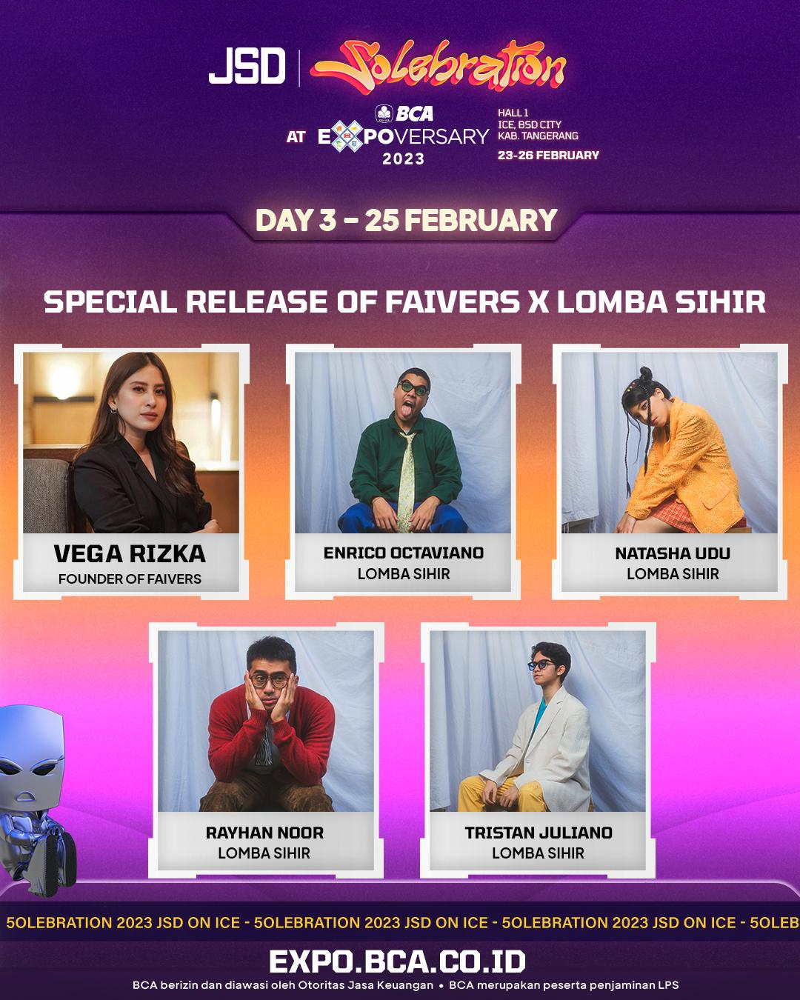 JSD
5olebration
BCA
AT EXPOVERSARY
2023
HALL 1
ICE, BSD CITY
KAB. TANGERANG
23-26 FEBRUARY
DAY 3 – 25 FEBRUARY
SPECIAL RELEASE OF FAIVERS X LOMBA SIHIR
VEGA RIZKA
FOUNDER OF FAIVERS
ENRICO OCTAVIANO
LOMBA SIHIR
NATASHA UDU
LOMBA SIHIR
RAYHAN NOOR
LOMBA SIHIR
TRISTAN JULIANO
LOMBA SIHIR
5OLEBRATION 2023 JSD ON ICE - 5OLEBRATION 2023 JSD ON ICE - 5OLEBRATION 2023 JSD ON ICE - 5OLEB
EXPO.BCA.CO.ID
BCA berizin dan diawasi oleh Otoritas Jasa Keuangan • BCA merupakan peserta penjaminan LPS